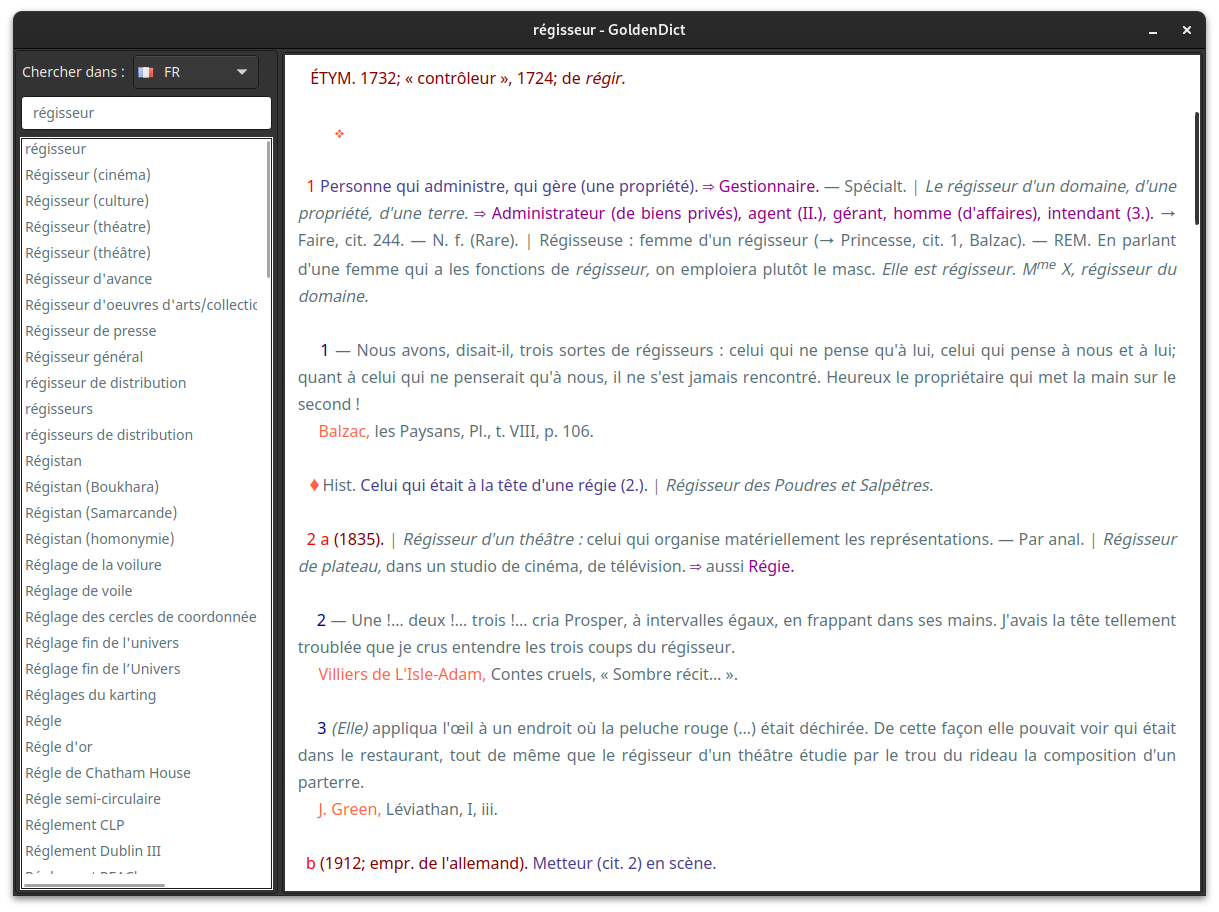 régisseur - GoldenDict
Chercher dans :
FR
régisseur
régisseur
Régisseur (cinéma)
Régisseur (culture)
Régisseur (théatre)
Régisseur (théâtre)
Régisseur d'avance
Régisseur d'oeuvres d'arts/collectio
Régisseur de presse
Régisseur général
régisseur de distribution
régisseurs
régisseurs de distribution
Régistan
Régistan (Boukhara)
Régistan (Samarcande)
Régistan (homonymie)
Réglage de la voilure
Réglage de voile
Réglage des cercles de coordonnée
Réglage fin de l'univers
Réglage fin de l’Univers
Réglages du karting
Régle
Régle d'or
Régle de Chatham House
Régle semi-circulaire
Réglement CLP
Réglement Dublin III
ÉTYM. 1732; « contrôleur », 1724; de régir.
❖
1 Personne qui administre, qui gère (une propriété). ⇒ Gestionnaire. — Spécialt. | Le régisseur d'un domaine, d'une
propriété, d'une terre. ⇒ Administrateur (de biens privés), agent (II.), gérant, homme (d'affaires), intendant (3.). →
Faire, cit. 244. — N. f. (Rare). | Régisseuse : femme d'un régisseur (→ Princesse, cit. 1, Balzac). — REM. En parlant
d'une femme qui a les fonctions de régisseur, on emploiera plutôt le masc. Elle est régisseur. Mme X, régisseur du
domaine.
1 — Nous avons, disait-il, trois sortes de régisseurs : celui qui ne pense qu'à lui, celui qui pense à nous et à lui;
quant à celui qui ne penserait qu'à nous, il ne s'est jamais rencontré. Heureux le propriétaire qui met la main sur le
second !
Balzac, les Paysans, Pl., t. VIII, p. 106.
♦ Hist. Celui qui était à la tête d'une régie (2.). | Régisseur des Poudres et Salpêtres.
2 a (1835). | Régisseur d'un théâtre : celui qui organise matériellement les représentations. — Par anal. | Régisseur
de plateau, dans un studio de cinéma, de télévision. ⇒ aussi Régie.
2 — Une !... deux !... trois !... cria Prosper, à intervalles égaux, en frappant dans ses mains. J'avais la tête tellement
troublée que je crus entendre les trois coups du régisseur.
Villiers de L'Isle-Adam, Contes cruels, « Sombre récit… ».
3 (Elle) appliqua l'œil à un endroit où la peluche rouge (…) était déchirée. De cette façon elle pouvait voir qui était
dans le restaurant, tout de même que le régisseur d'un théâtre étudie par le trou du rideau la composition d'un
parterre.
J. Green, Léviathan, I, iii.
b (1912; empr. de l'allemand). Metteur (cit. 2) en scène.